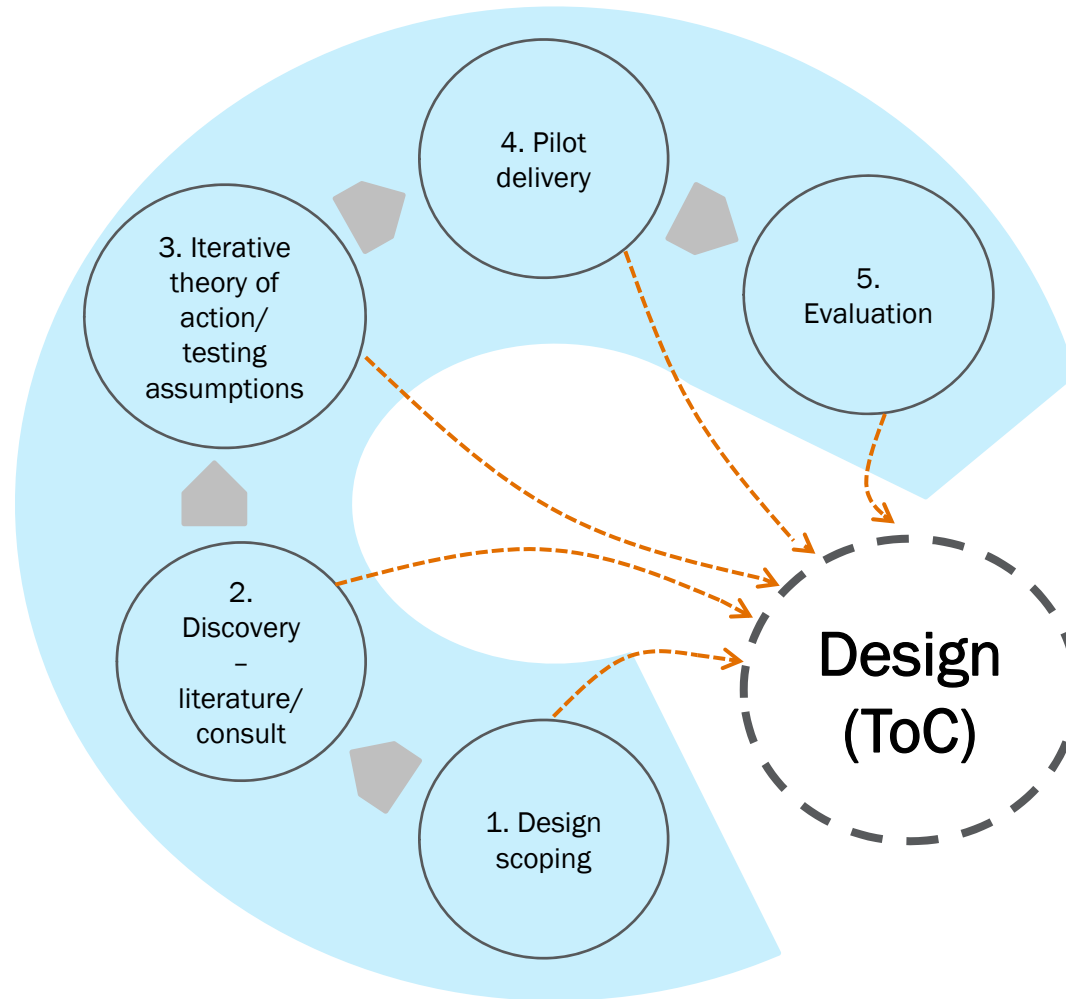 1. Design
scoping
2.
Discovery
–
literature/
consult
3. Iterative
theory of
action/
testing
assumptions
4. Pilot
delivery
5.
Evaluation
Design
(ToC)